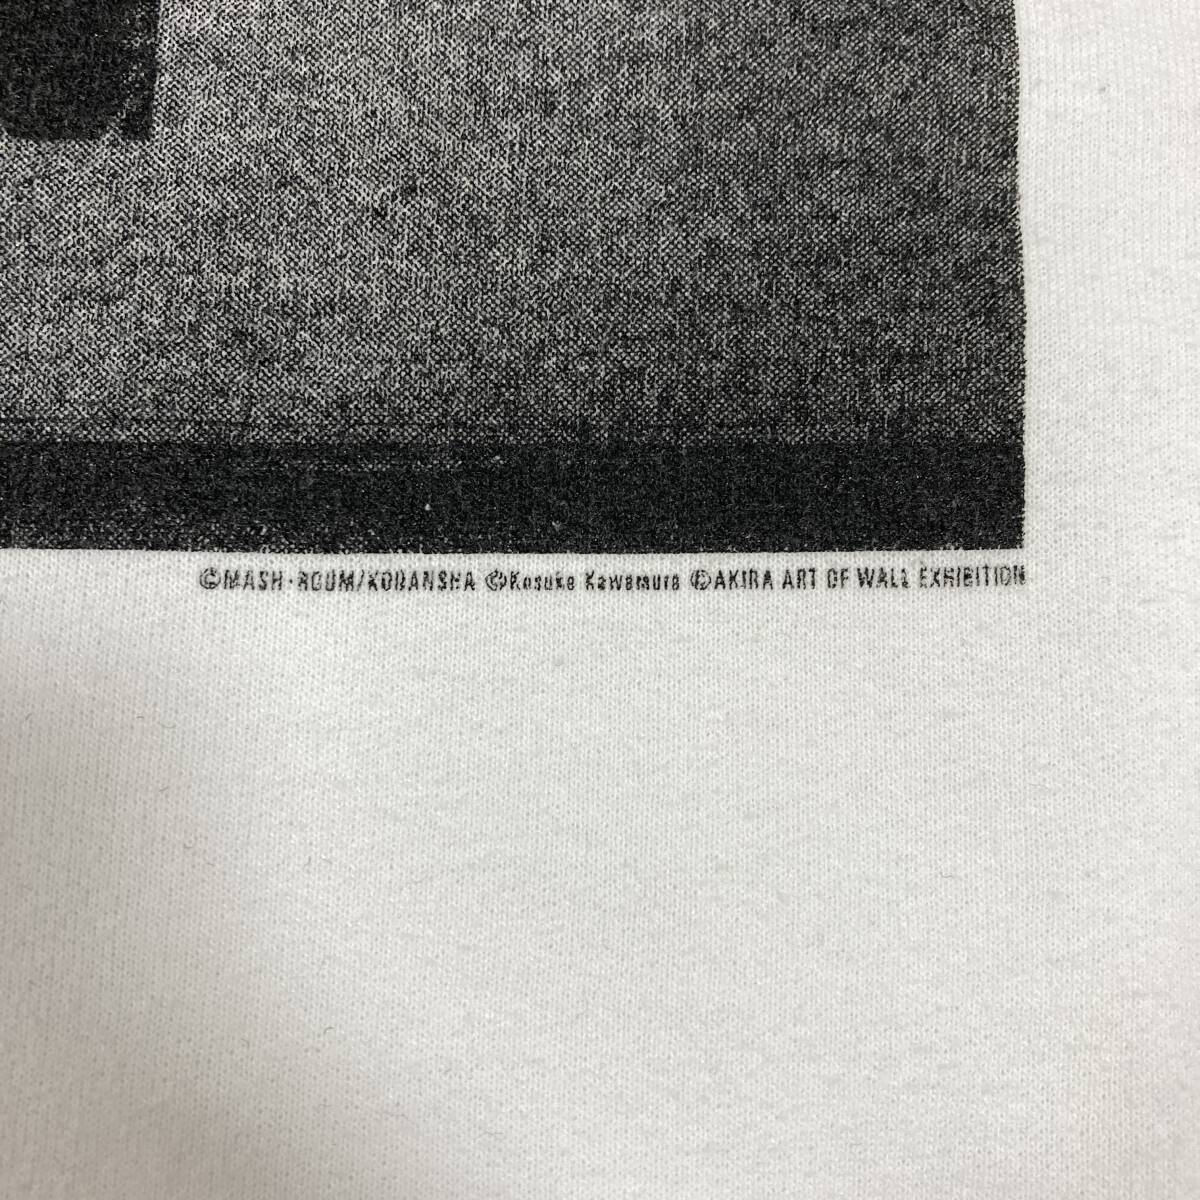 ©MASH・ROOM/KODANSHA ©Kosuke Kawamura ©AKIRA ART OF WALL EXHIBITION